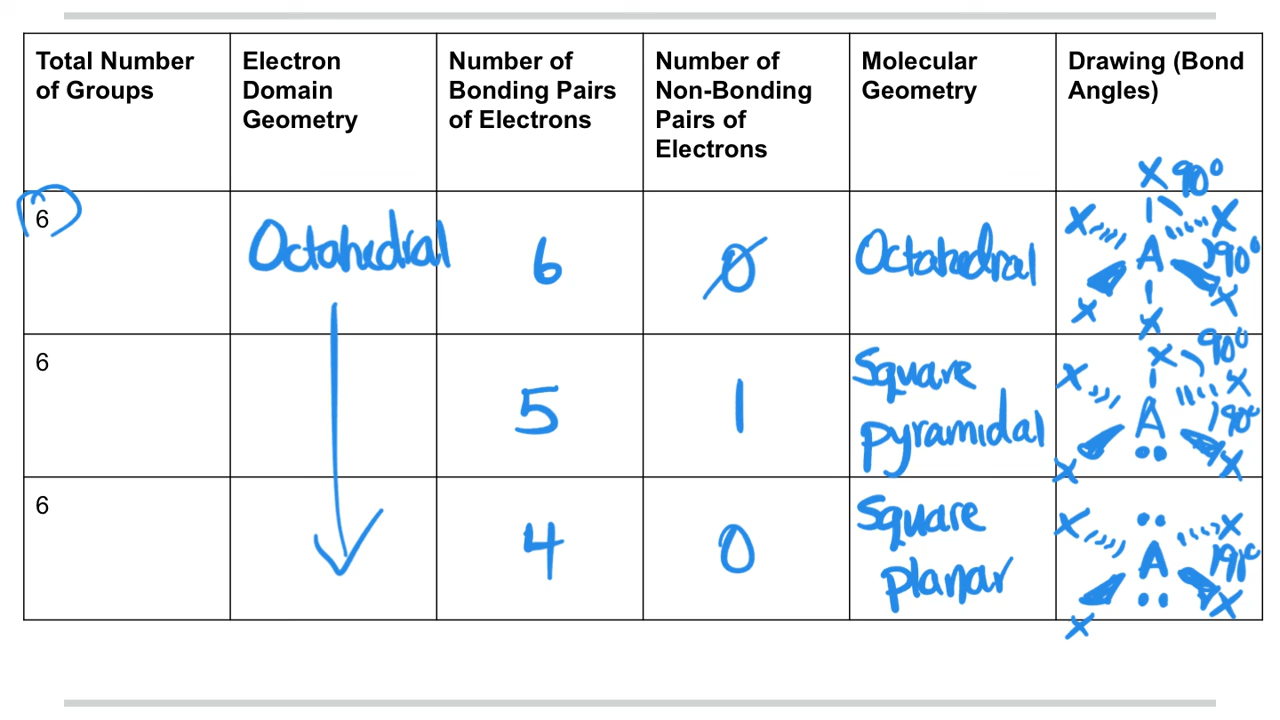 Total Number
of Groups
Electron
Domain
Geometry
Number of
Bonding Pairs
of Electrons
Number of
Non-Bonding
Pairs of
Electrons
Molecular
Geometry
Drawing (Bond
Angles)
6
Octahedral
6
0
Octahedral
X 90°
X X
A 90°
X X
X
6
5
1
Square
pyramidal
X 90°
X X
A 90°
X X
6
4
0
Square
planar
X X
A 90°
X X